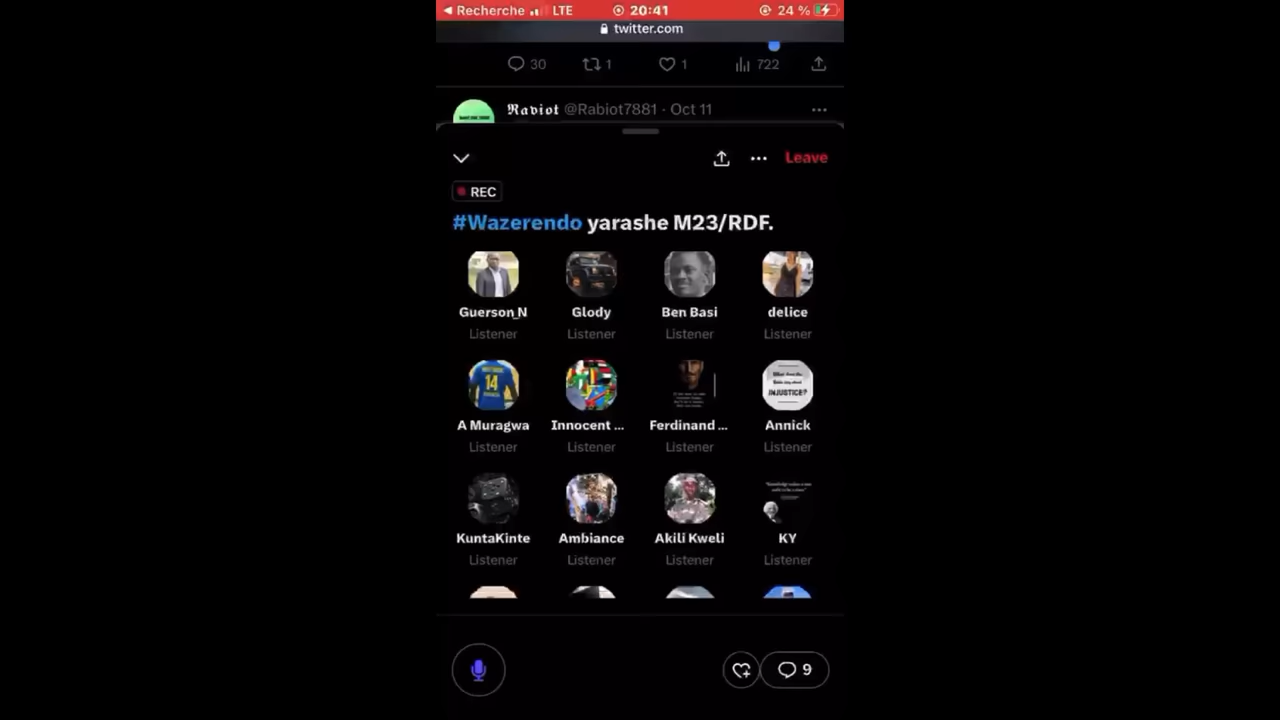 Recherche LTE 20:41 24 %
twitter.com
30 1 1 722
𝕽𝖆𝖇𝖎𝖔𝖙 @Rabiot7881 · Oct 11 ...
... Leave
REC
#Wazerendo yarashe M23/RDF.
Guerson_N Glody Ben Basi delice
Listener Listener Listener Listener
14
INJUSTICE?
A Muragwa Innocent ... Ferdinand ... Annick
Listener Listener Listener Listener
KuntaKinte Ambiance Akili Kweli KY
Listener Listener Listener Listener
9